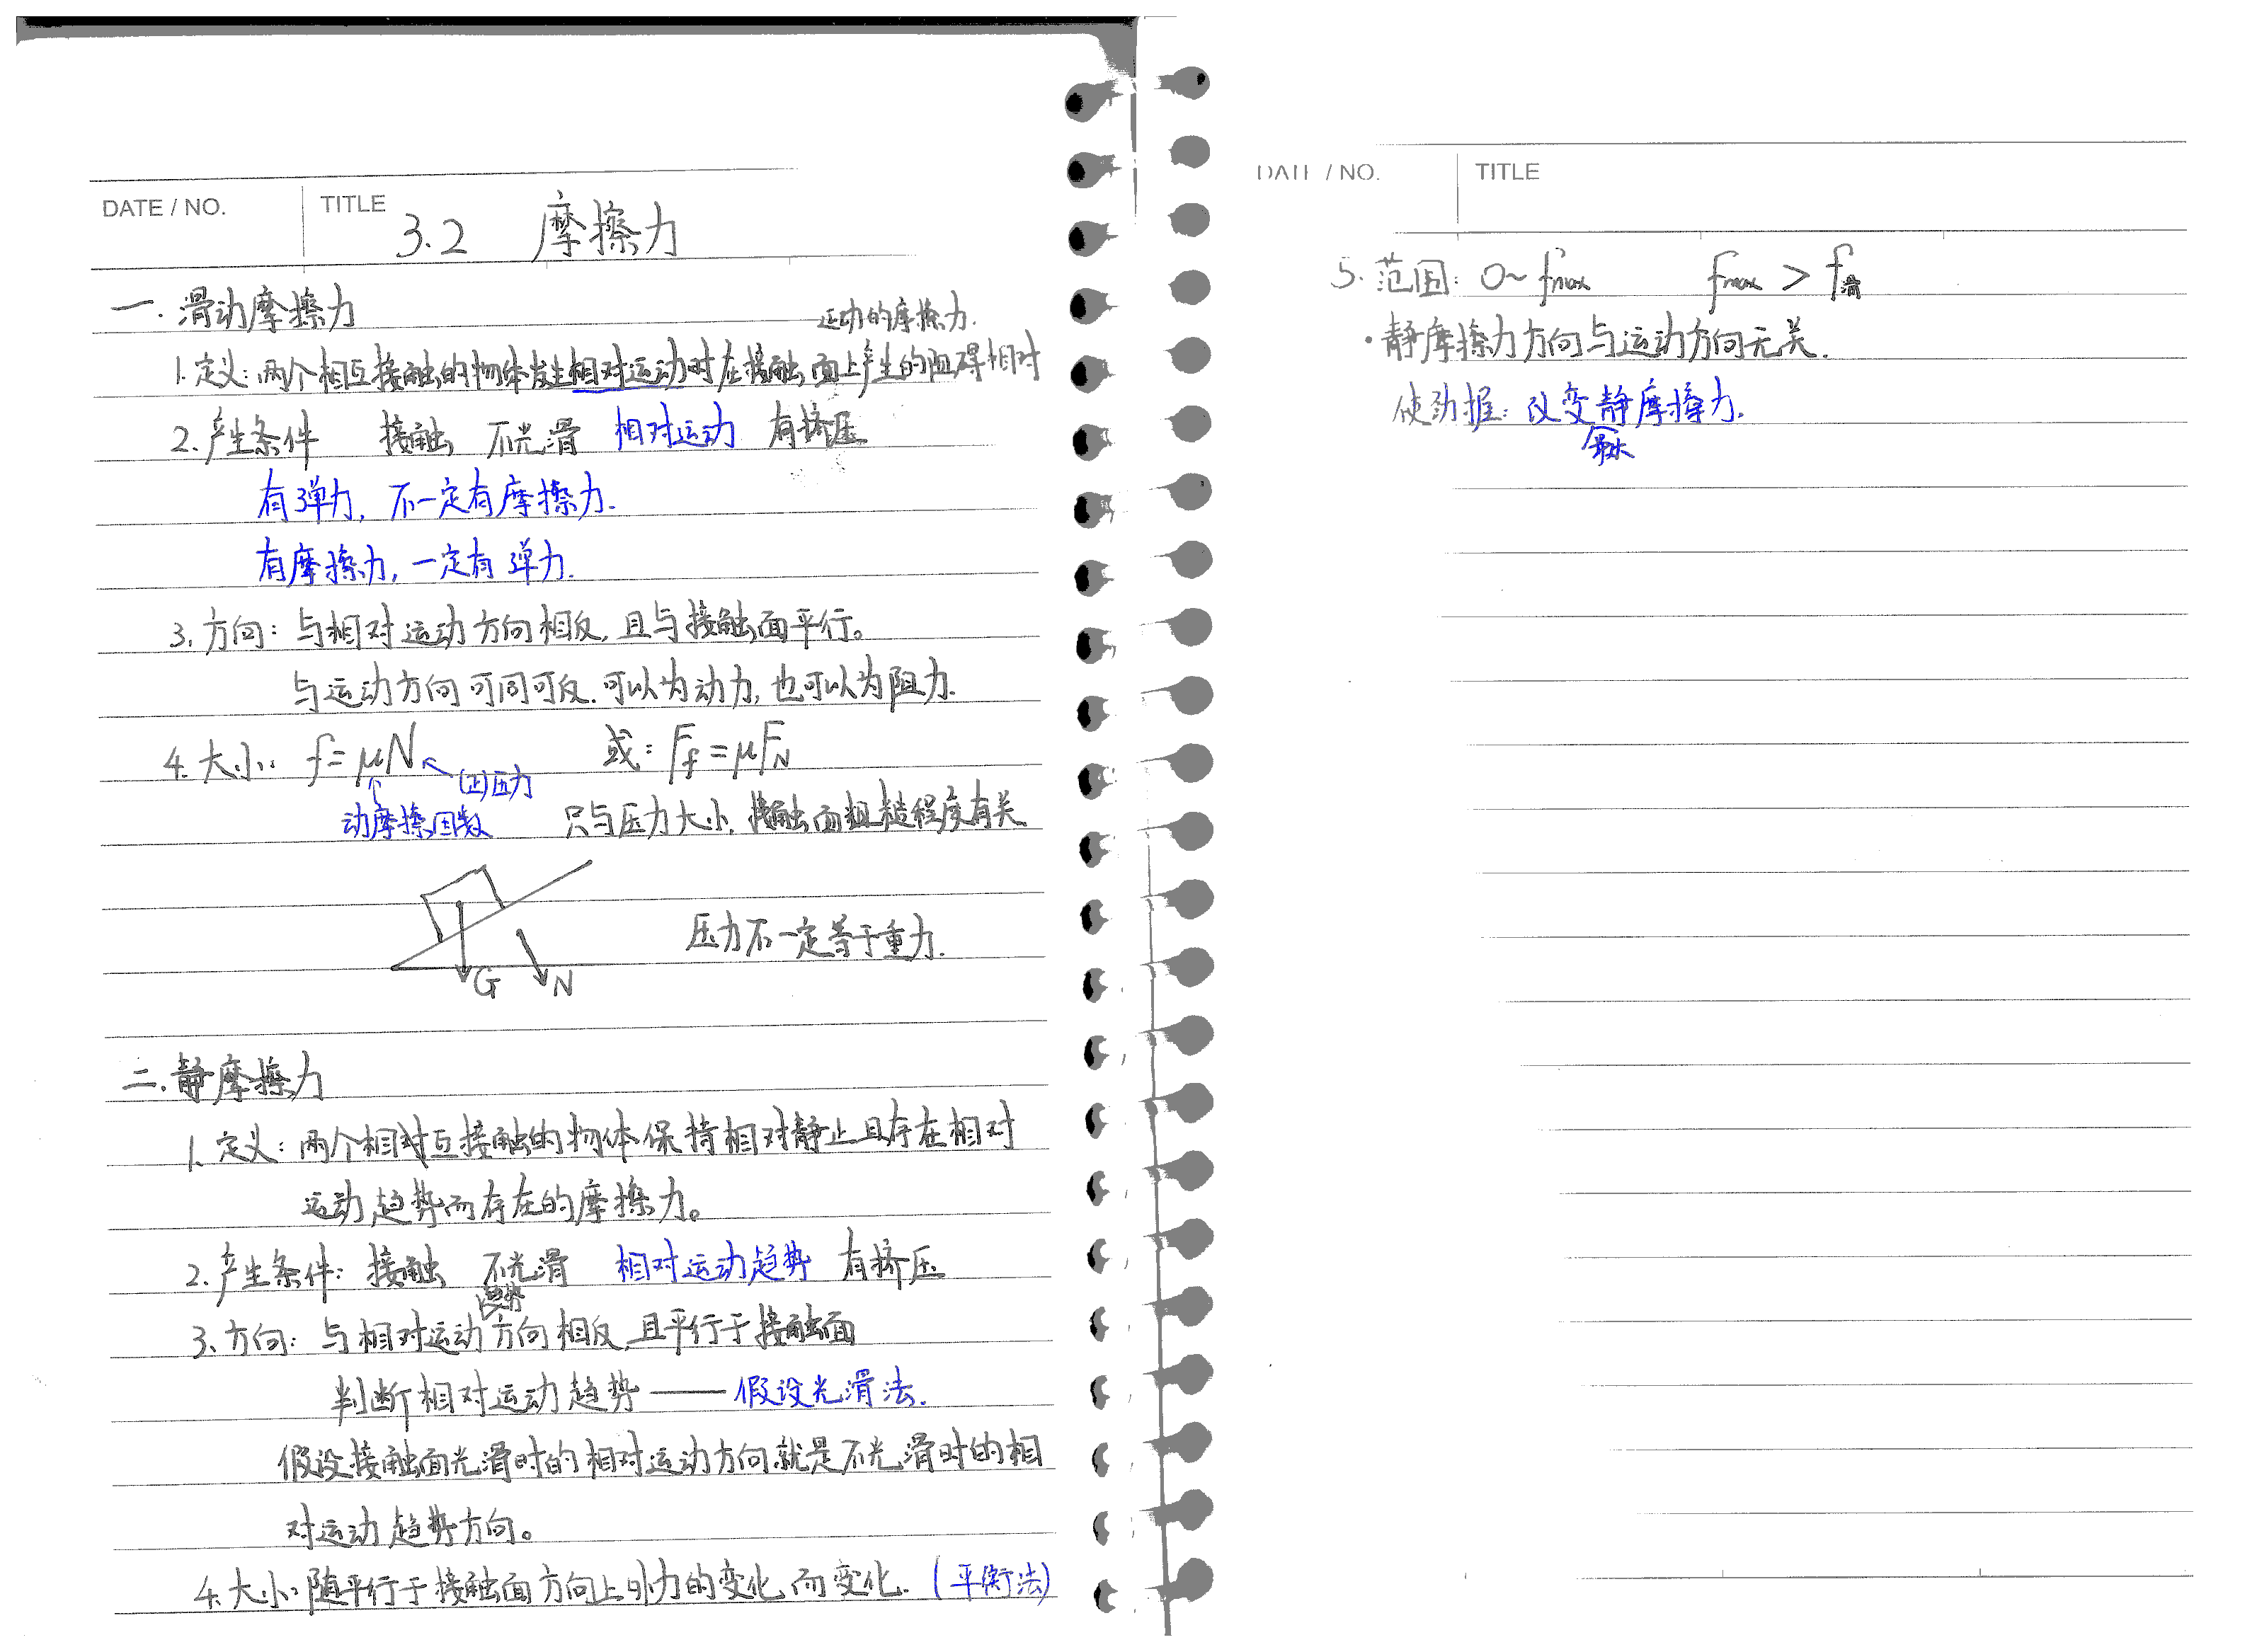 DATE / NO.
TITLE
3.2 摩擦力
一. 滑动摩擦力
运动的摩擦力.
1. 定义: 两个相互接触的物体发生相对运动时在接触面上产生的阻碍相对
2. 产生条件 接触 不光滑 相对运动 有挤压
有弹力, 不一定有摩擦力.
有摩擦力, 一定有弹力.
3. 方向: 与相对运动方向相反, 且与接触面平行。
与运动方向可同可反. 可以为动力, 也可以为阻力.
4. 大小: f=μN 或: Ff=μFN
(正)压力
动摩擦因数 只与压力大小, 接触面粗糙程度有关
压力不一定等于重力.
G N
二. 静摩擦力
1. 定义: 两个相对互接触的物体保持相对静止且存在相对
运动趋势而存在的摩擦力。
2. 产生条件: 接触 不光滑 相对运动趋势 有挤压
趋势
3. 方向: 与相对运动方向相反, 且平行于接触面
判断相对运动趋势——假设光滑法.
假设接触面光滑时的相对运动方向就是不光滑时的相
对运动趋势方向。
4. 大小: 随平行于接触面方向上外力的变化而变化. (平衡法)
DATE / NO.
TITLE
5. 范围: 0~fmax fmax > f滑
·静摩擦力方向与运动方向无关.
使劲握: 改变静摩擦力.
最大